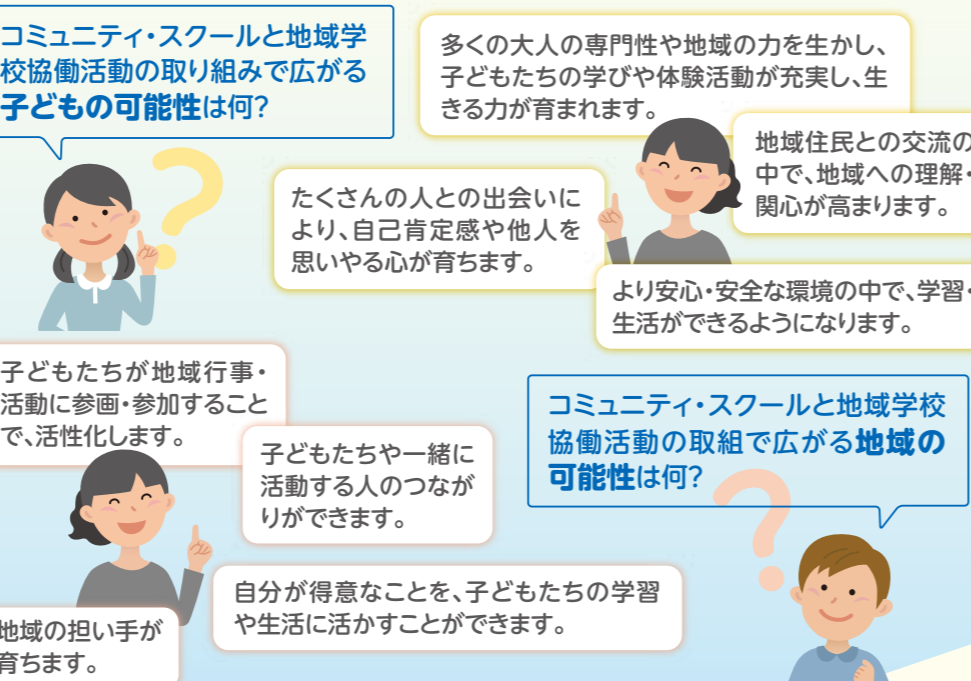 コミュニティ・スクールと地域学
校協働活動の取り組みで広がる
子どもの可能性は何?
多くの大人の専門性や地域の力を生かし、
子どもたちの学びや体験活動が充実し、生
きる力が育まれます。
地域住民との交流の
中で、地域への理解・
関心が高まります。
たくさんの人との出会いに
より、自己肯定感や他人を
思いやる心が育ちます。
より安心・安全な環境の中で、学習・
生活ができるようになります。
コミュニティ・スクールと地域学校
協働活動の取組で広がる地域の
可能性は何?
子どもたちが地域行事・
活動に参画・参加すること
で、活性化します。
子どもたちや一緒に
活動する人のつなが
りができます。
自分が得意なことを、子どもたちの学習
や生活に活かすことができます。
地域の担い手が
育ちます。